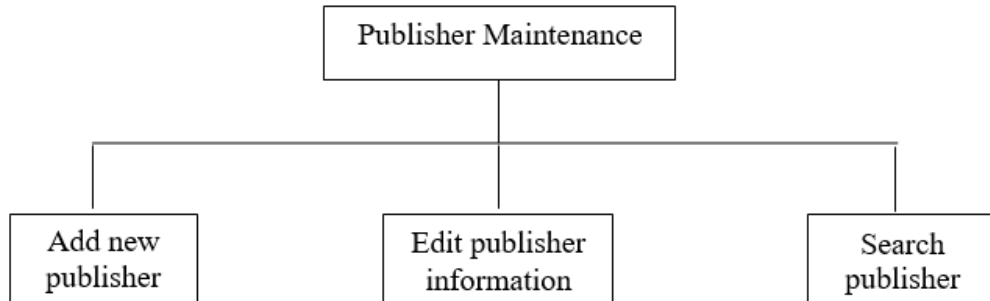 Publisher Maintenance
Add new
publisher
Edit publisher
information
Search
publisher